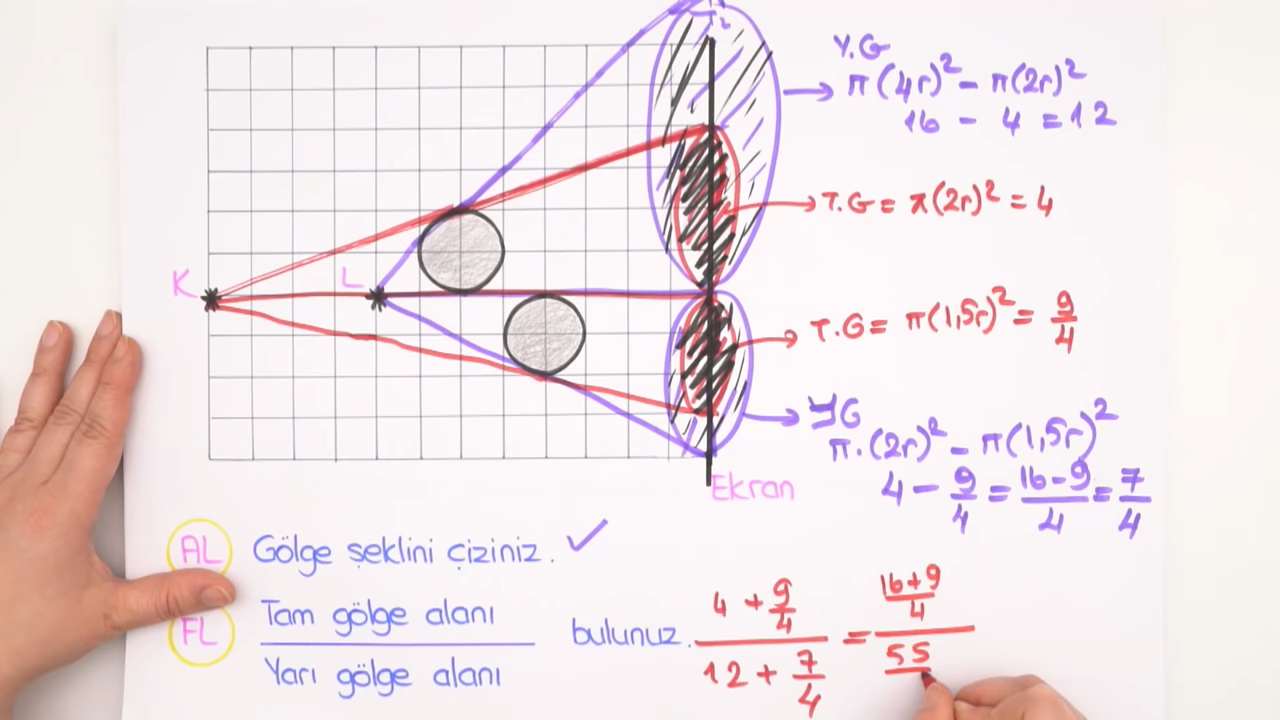 Y.G
π(4r)² – π(2r)²
16 – 4 = 12
K
L
T.G = π(2r)² = 4
T.G = π(1,5r)² = 9/4
YG
π.(2r)² – π(1,5r)²
4 – 9/4 = 16-9/4 = 7/4
Ekran
AL Gölge şeklini çiziniz. ✓
FL Tam gölge alanı / Yarı gölge alanı bulunuz.
4 + 9/4 / 12 + 7/4 = 16+9/4 / 55